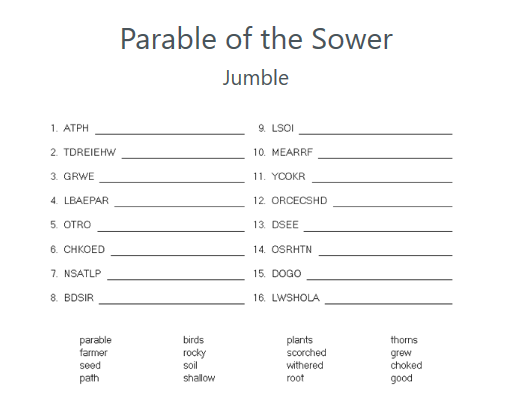 Parable of the Sower
Jumble
1. ATPH
2. TDREIEHW
3. GRWE
4. LBAEPAR
5. OTRO
6. CHKOED
7. NSATLP
8. BDSIR
9. LSOI
10. MEARRF
11. YCOKR
12. ORCECSHD
13. DSEE
14. OSRHTN
15. DOGO
16. LWSHOLA
parable birds plants thorns
farmer rocky scorched grew
seed soil withered choked
path shallow root good